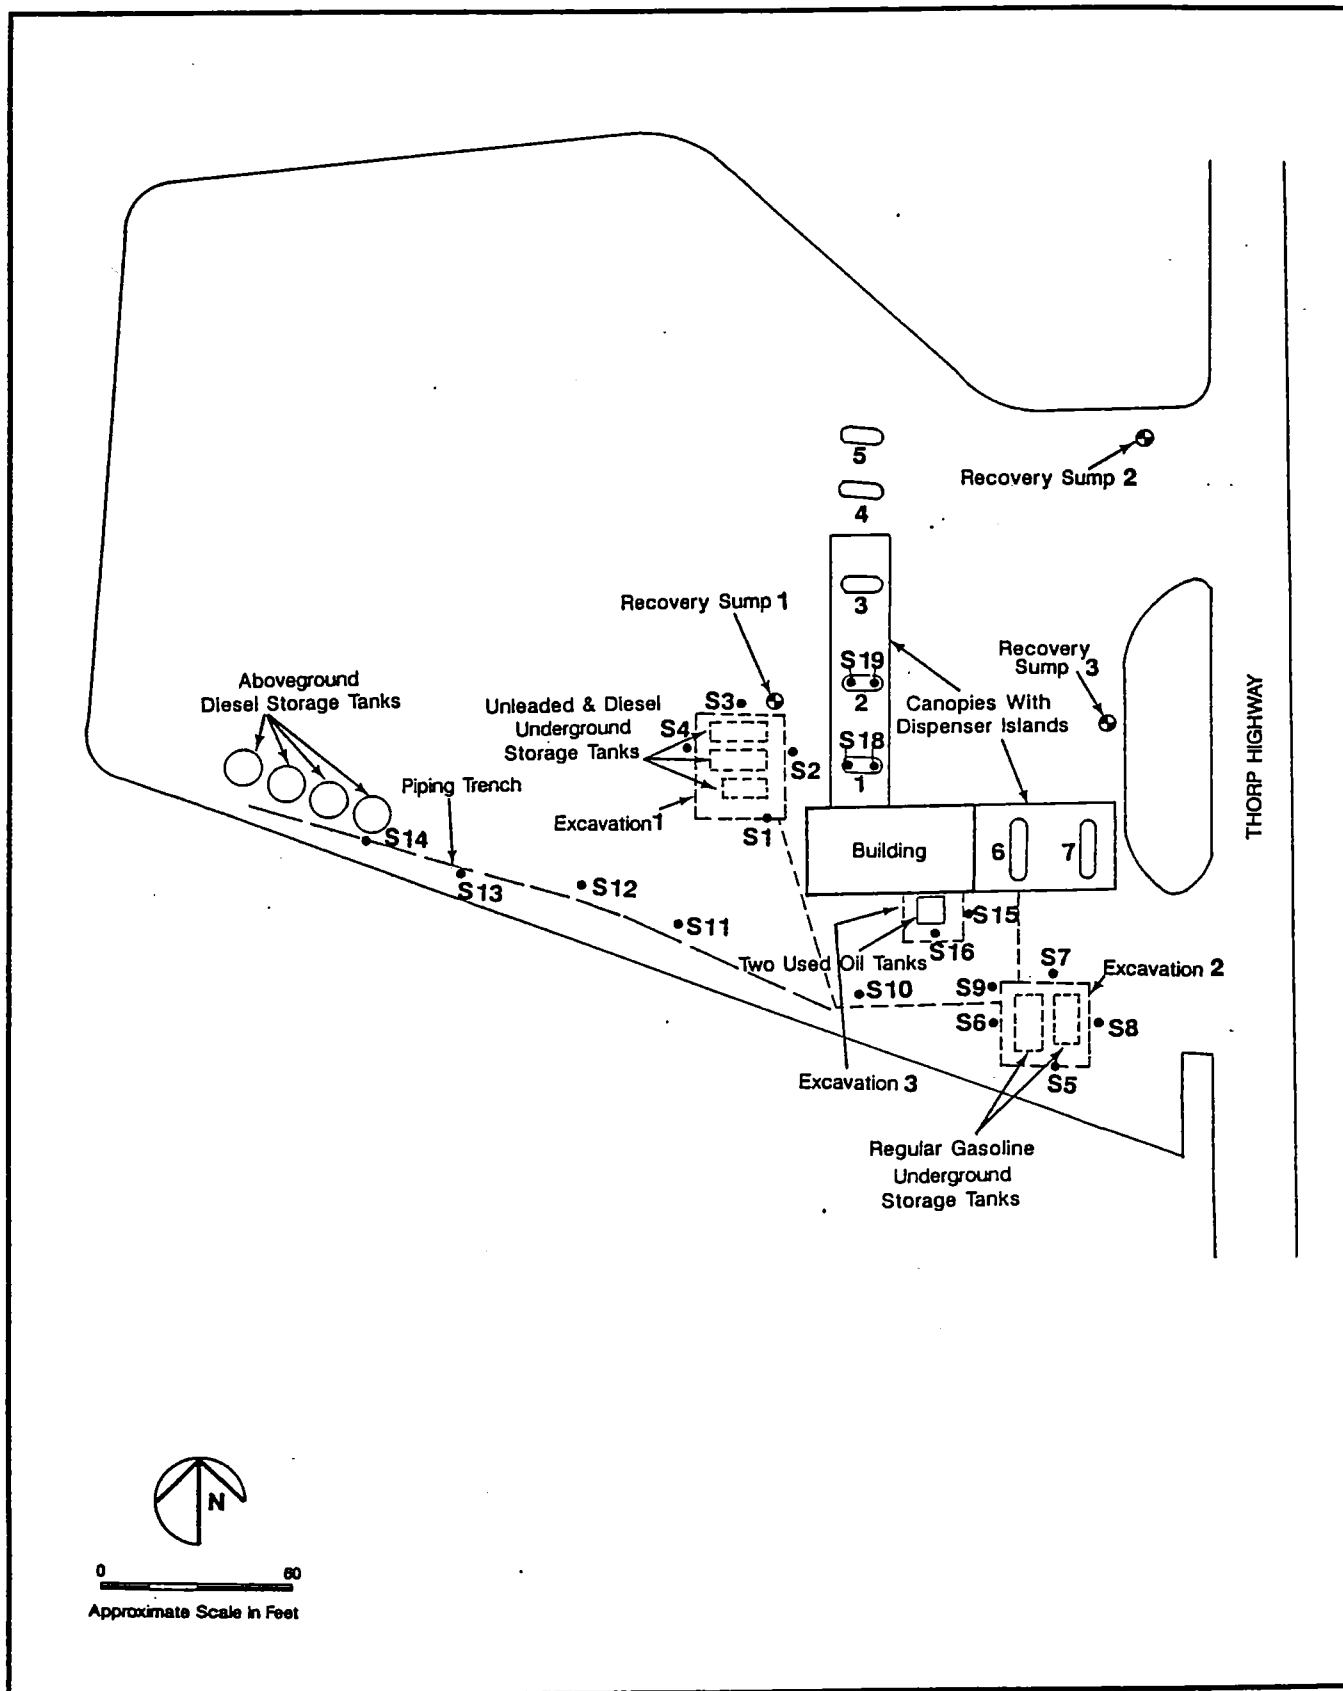 5
Recovery Sump 2
4
Recovery Sump 1
3
Recovery
Sump 3
S19
2
Aboveground
Diesel Storage Tanks
Unleaded & Diesel
Underground
Storage Tanks
S3
S4
S2
Canopies With
Dispenser Islands
THORP HIGHWAY
S18
1
Piping Trench
Excavation 1
S1
S14
Building
6
7
S13
S12
S11
S15
S16
Two Used Oil Tanks
S10
S9
S7
Excavation 2
S6
S8
S5
Excavation 3
Regular Gasoline
Underground
Storage Tanks
N
0 60
Approximate Scale in Feet